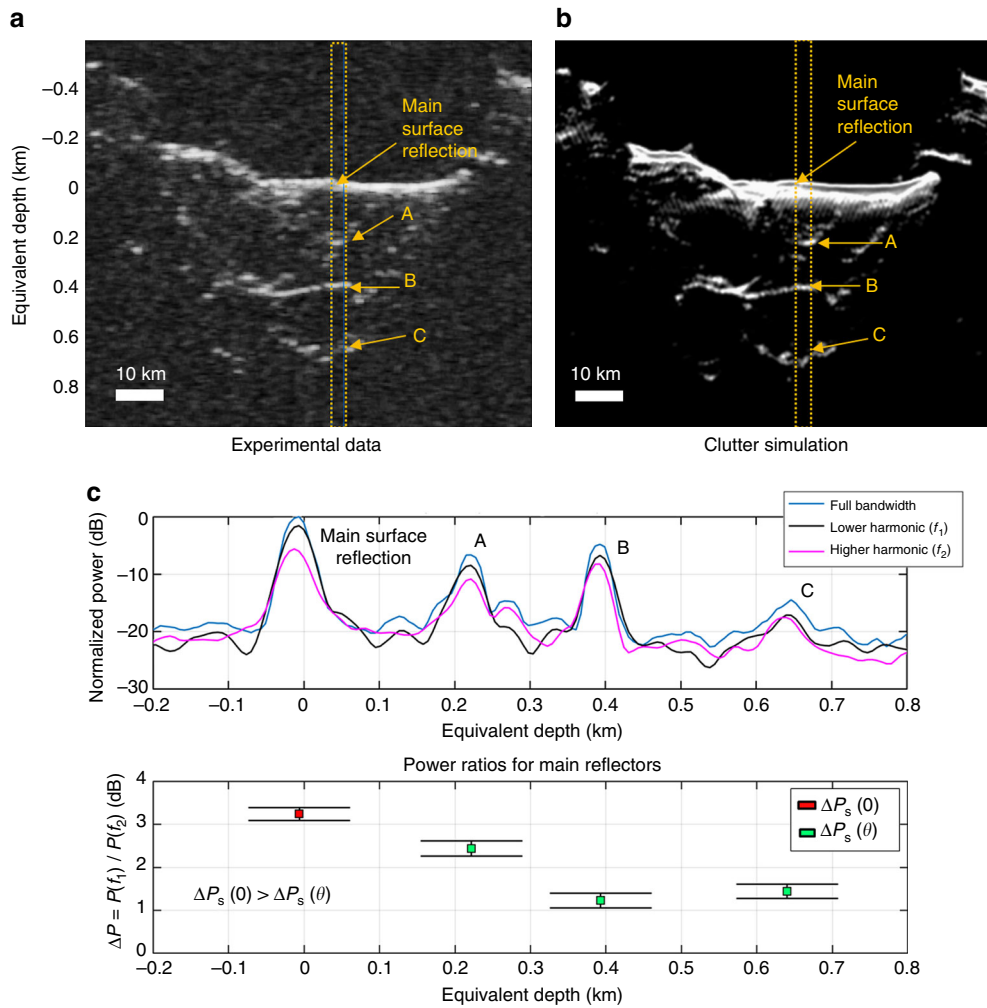 a
b
Equivalent depth (km)
−0.4
−0.2
0
0.2
0.4
0.6
0.8
Main
surface
reflection
A
B
C
10 km
Experimental data
Main
surface
reflection
A
B
C
10 km
Clutter simulation
c
Normalized power (dB)
0
−10
−20
−30
Main surface
reflection
A
B
C
Full bandwidth
Lower harmonic (f₁)
Higher harmonic (f₂)
−0.2 −0.1 0 0.1 0.2 0.3 0.4 0.5 0.6 0.7 0.8
Equivalent depth (km)
Power ratios for main reflectors
ΔP = P(f₁) / P(f₂) (dB)
4
3
2
1
0
ΔPₛ (0)
ΔPₛ (θ)
ΔPₛ (0) > ΔPₛ (θ)
−0.2 −0.1 0 0.1 0.2 0.3 0.4 0.5 0.6 0.7 0.8
Equivalent depth (km)